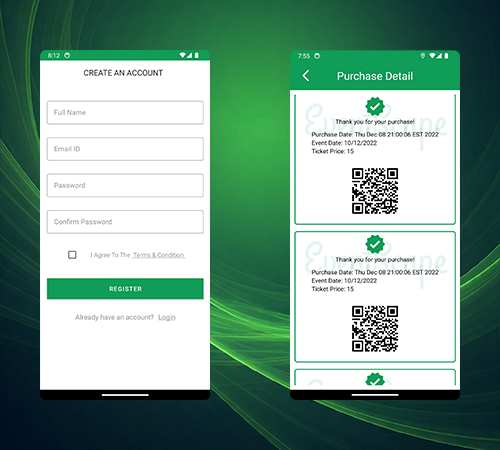 8:12
CREATE AN ACCOUNT
Full Name
Email ID
Password
Confirm Password
I Agree To The Terms & Condition
REGISTER
Already have an account? Login
7:55
Purchase Detail
Thank you for your purchase!
Purchase Date: Thu Dec 08 21:00:06 EST 2022
Event Date: 10/12/2022
Ticket Price: 15
Thank you for your purchase!
Purchase Date: Thu Dec 08 21:00:06 EST 2022
Event Date: 10/12/2022
Ticket Price: 15